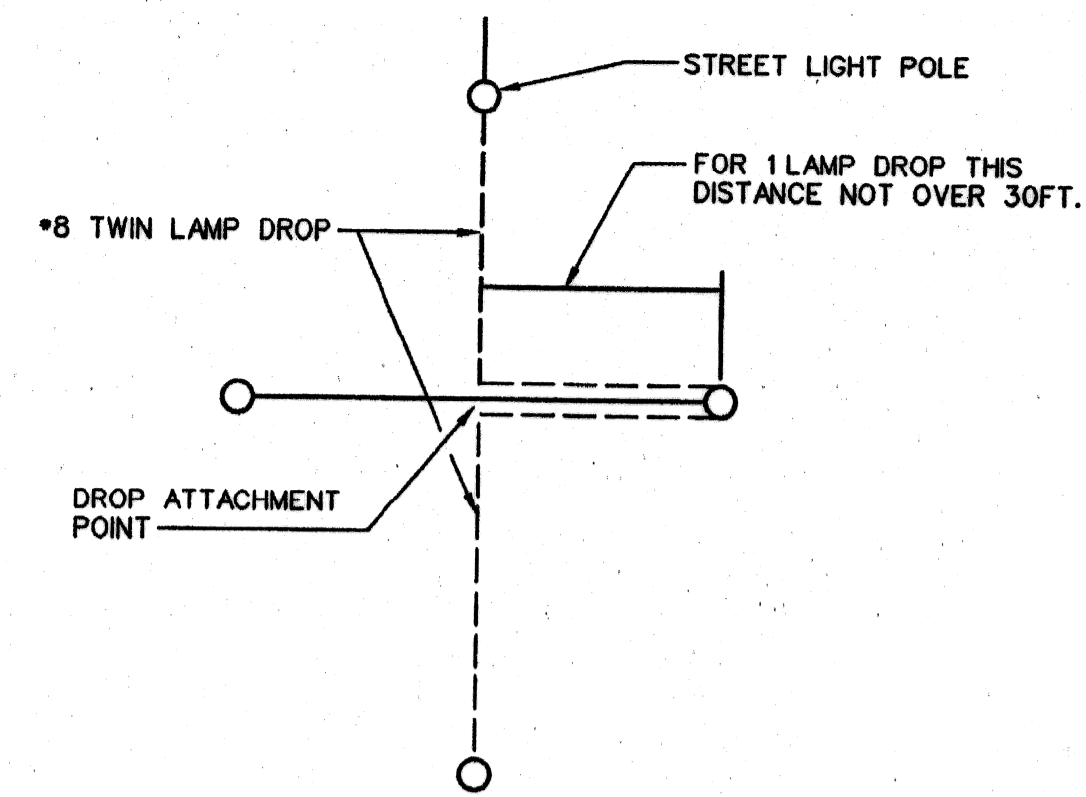 STREET LIGHT POLE
FOR 1 LAMP DROP THIS
DISTANCE NOT OVER 30FT.
*8 TWIN LAMP DROP
DROP ATTACHMENT
POINT